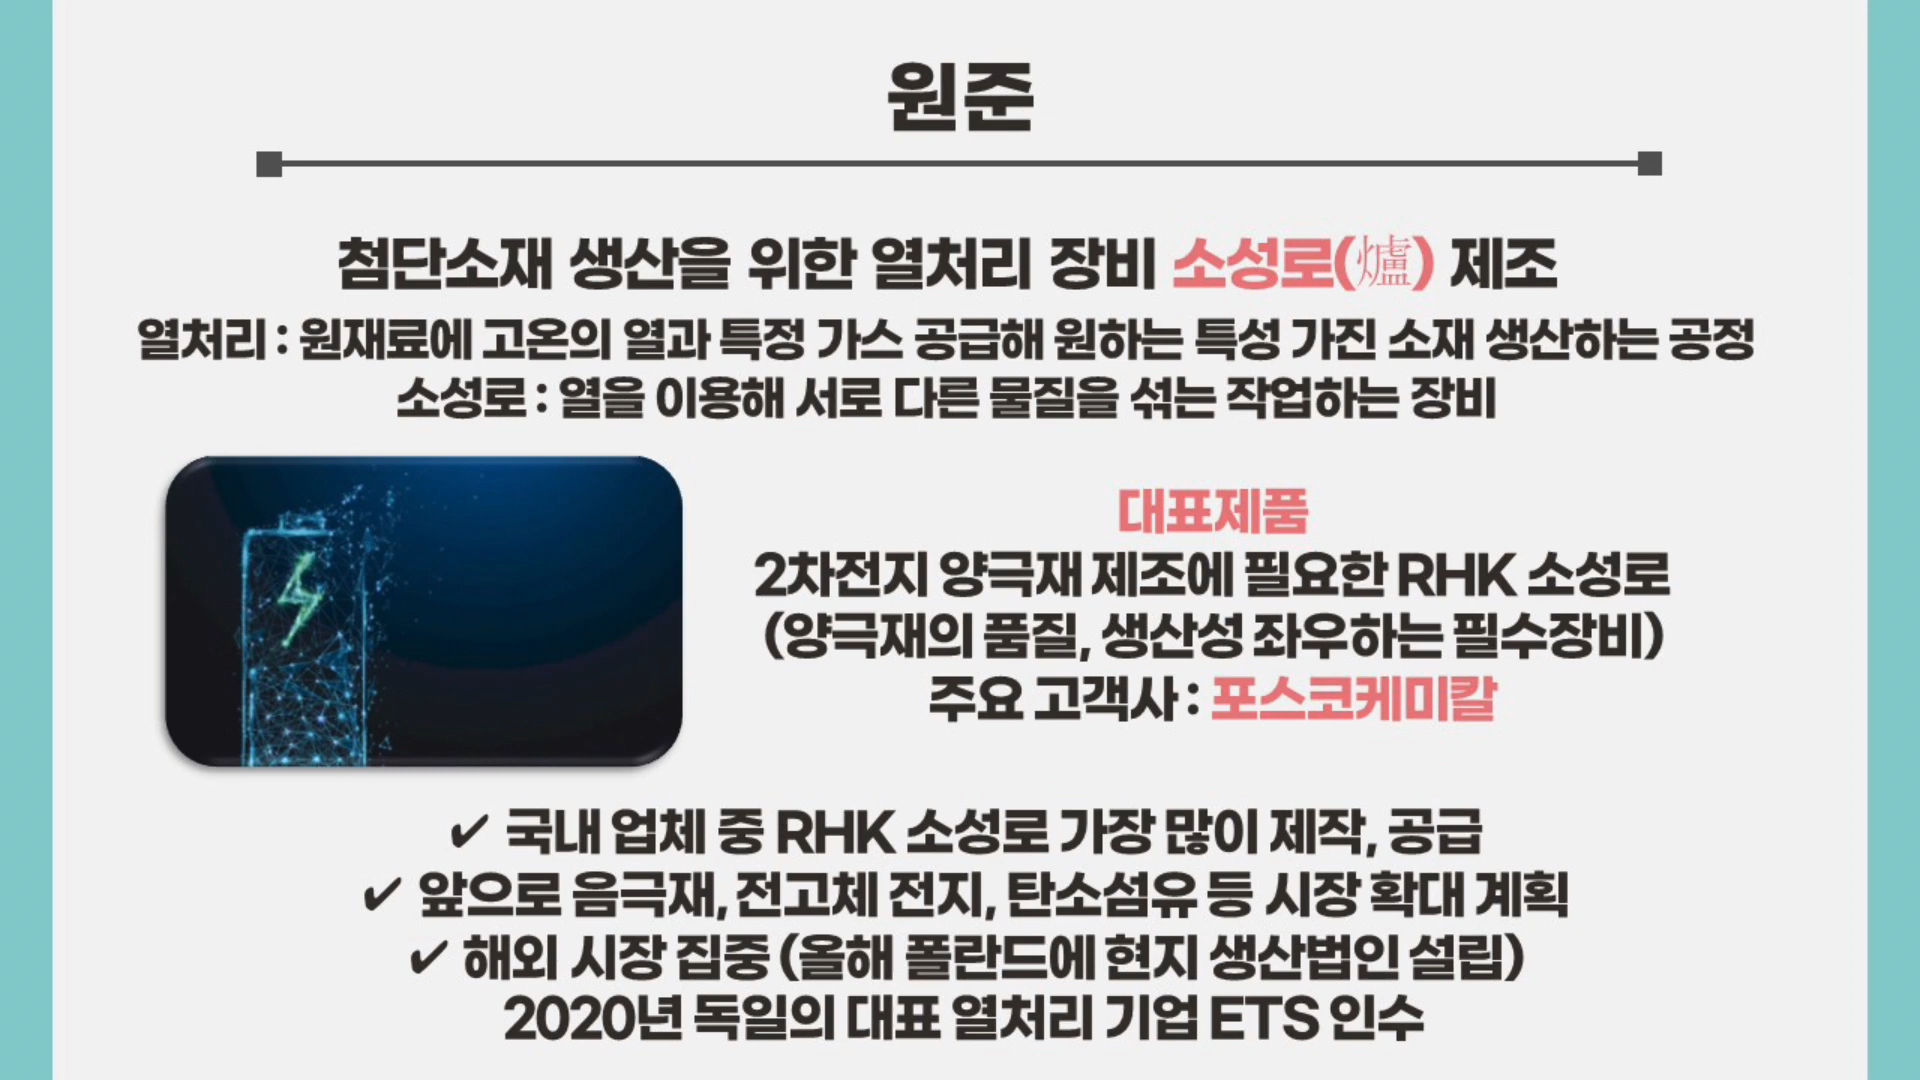 원준
첨단소재 생산을 위한 열처리 장비 소성로(爐) 제조
열처리 : 원재료에 고온의 열과 특정 가스 공급해 원하는 특성 가진 소재 생산하는 공정
소성로 : 열을 이용해 서로 다른 물질을 섞는 작업하는 장비
대표제품
2차전지 양극재 제조에 필요한 RHK 소성로
(양극재의 품질, 생산성 좌우하는 필수장비)
주요 고객사 : 포스코케미칼
✔ 국내 업체 중 RHK 소성로 가장 많이 제작, 공급
✔ 앞으로 음극재, 전고체 전지, 탄소섬유 등 시장 확대 계획
✔ 해외 시장 집중 (올해 폴란드에 현지 생산법인 설립)
2020년 독일의 대표 열처리 기업 ETS 인수